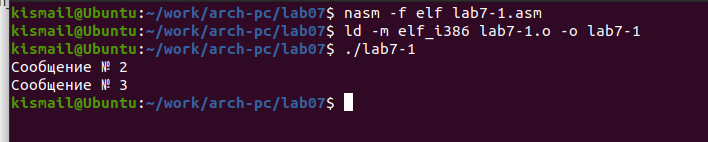 kismail@Ubuntu:~/work/arch-pc/lab07$ nasm -f elf lab7-1.asm
kismail@Ubuntu:~/work/arch-pc/lab07$ ld -m elf_i386 lab7-1.o -o lab7-1
kismail@Ubuntu:~/work/arch-pc/lab07$ ./lab7-1
Сообщение № 2
Сообщение № 3
kismail@Ubuntu:~/work/arch-pc/lab07$